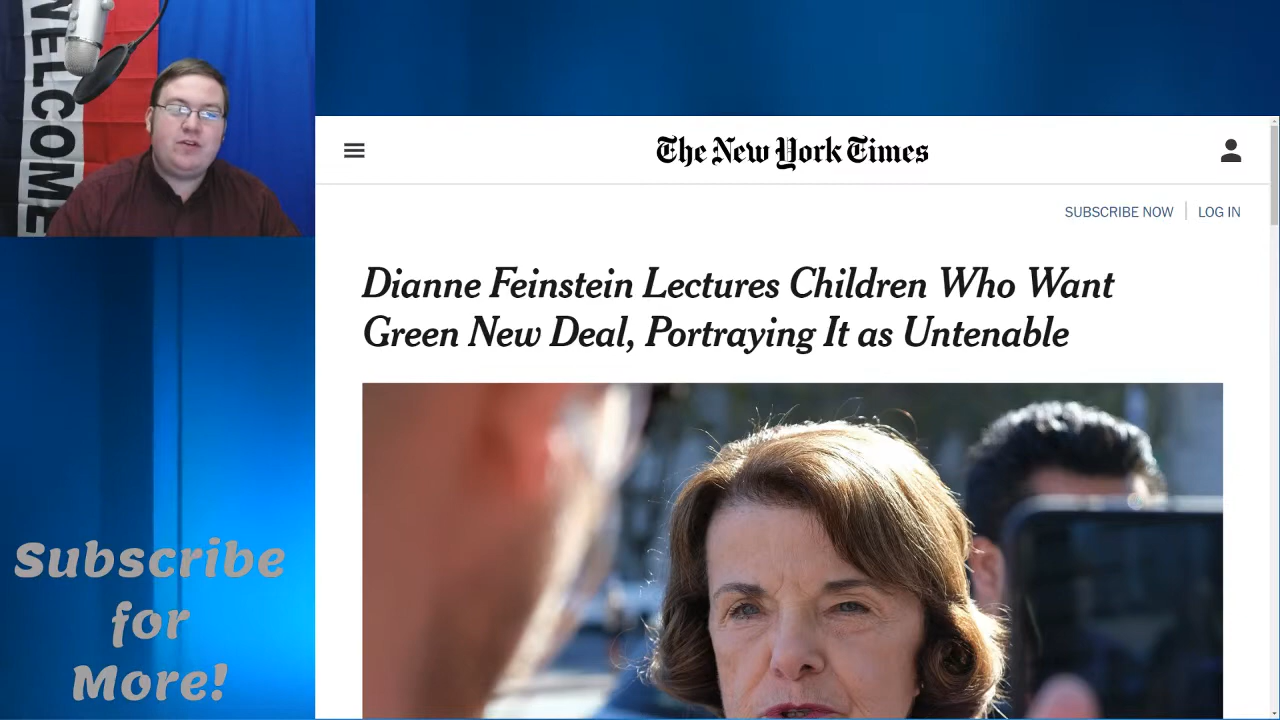 WELCOME
The New York Times
SUBSCRIBE NOW
LOG IN
Dianne Feinstein Lectures Children Who Want
Green New Deal, Portraying It as Untenable
Subscribe
for
More!